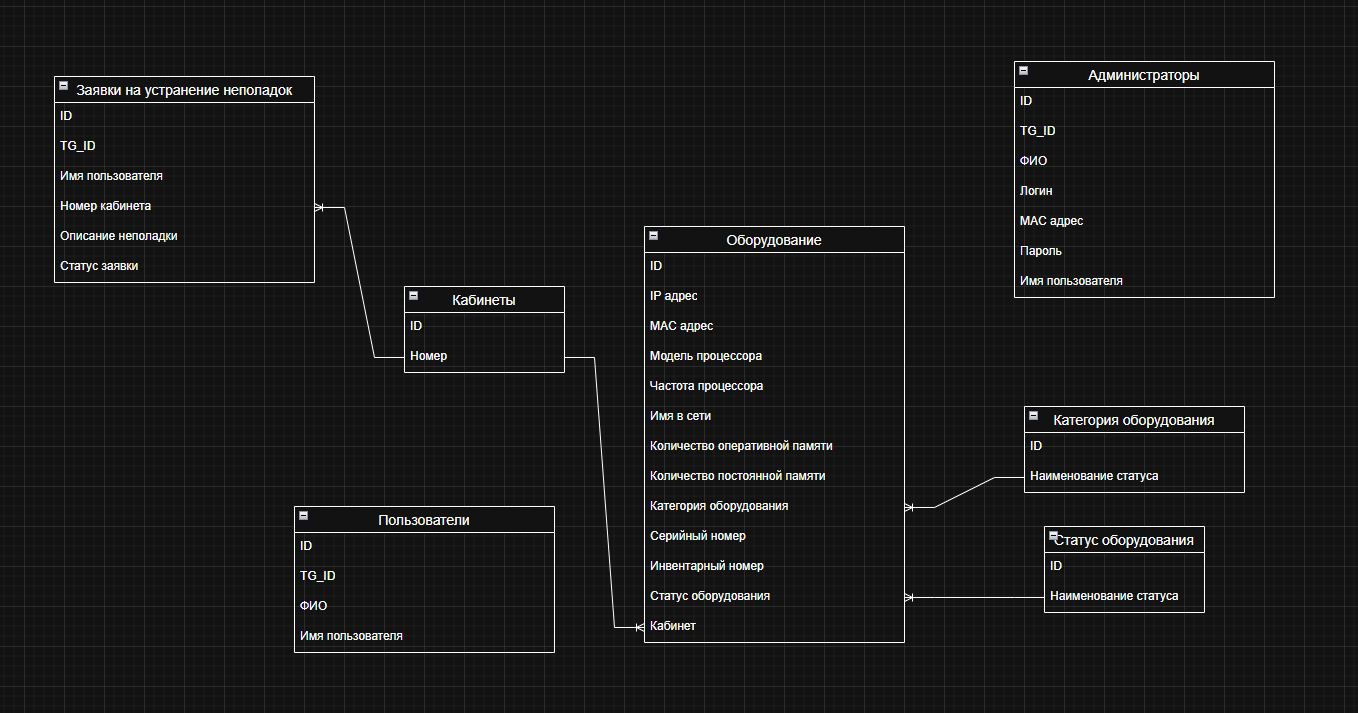 Заявки на устранение неполадок
ID
TG_ID
Имя пользователя
Номер кабинета
Описание неполадки
Статус заявки
Кабинеты
ID
Номер
Пользователи
ID
TG_ID
ФИО
Имя пользователя
Оборудование
ID
IP адрес
MAC адрес
Модель процессора
Частота процессора
Имя в сети
Количество оперативной памяти
Количество постоянной памяти
Категория оборудования
Серийный номер
Инвентарный номер
Статус оборудования
Кабинет
Администраторы
ID
TG_ID
ФИО
Логин
MAC адрес
Пароль
Имя пользователя
Категория оборудования
ID
Наименование статуса
Статус оборудования
ID
Наименование статуса